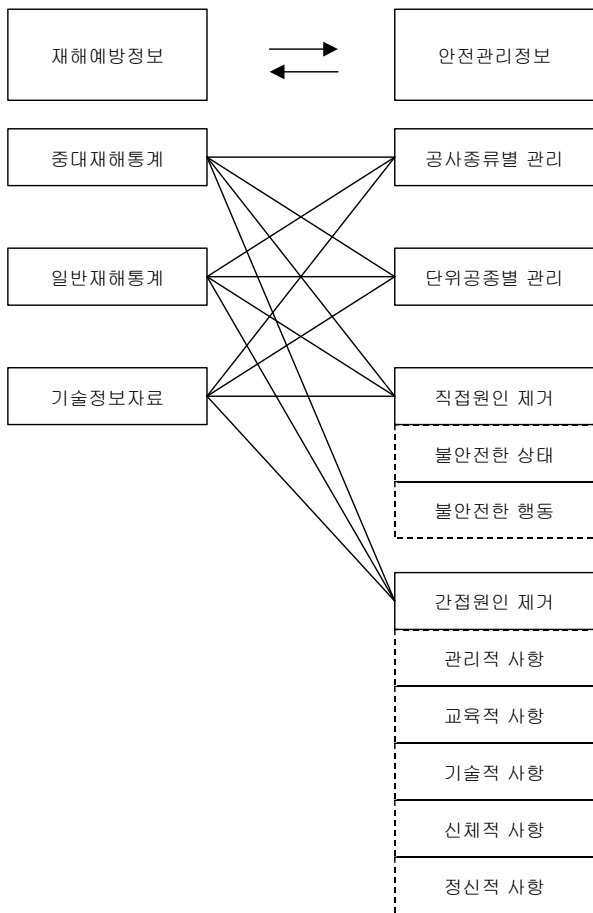 재해예방정보
안전관리정보
중대재해통계
공사종류별 관리
일반재해통계
단위공종별 관리
기술정보자료
직접원인 제거
불안전한 상태
불안전한 행동
간접원인 제거
관리적 사항
교육적 사항
기술적 사항
신체적 사항
정신적 사항